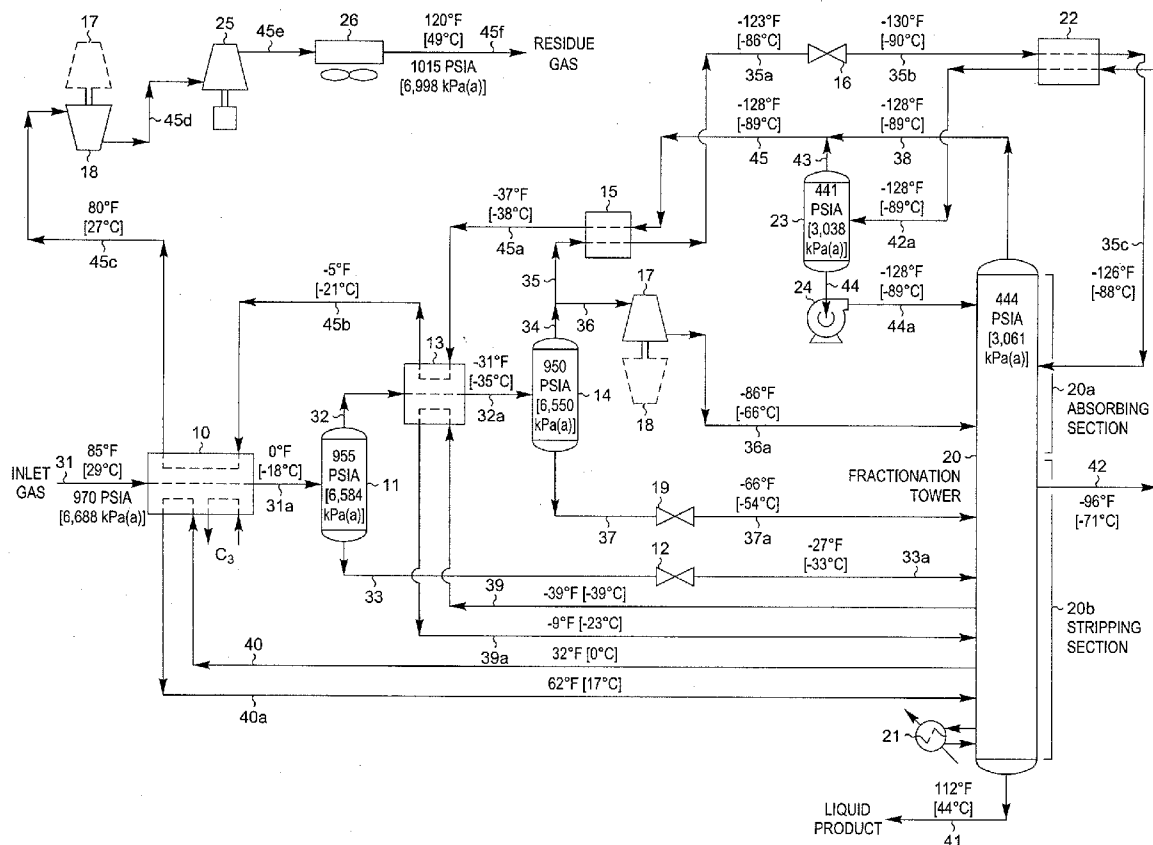 17
25
45e
26
120°F
[49°C]
45f
RESIDUE
GAS
1015 PSIA
[6,998 kPa(a)]
45d
18
-123°F
[-86°C]
35a
16
-130°F
[-90°C]
35b
22
-128°F
[-89°C]
45
-128°F
[-89°C]
38
43
80°F
[27°C]
45c
-37°F
[-38°C]
45a
15
441
PSIA
[3,038
kPa(a)]
23
-128°F
[-89°C]
42a
35c
-126°F
[-88°C]
-5°F
[-21°C]
45b
35
34
36
17
24
44
-128°F
[-89°C]
44a
444
PSIA
[3,061
kPa(a)]
13
-31°F
[-35°C]
32a
32
950
PSIA
[6,550
kPa(a)]
14
18
-86°F
[-66°C]
36a
20a
ABSORBING
SECTION
10
85°F
[29°C]
INLET
GAS
31
970 PSIA
[6,688 kPa(a)]
0°F
[-18°C]
31a
955
PSIA
[6,584
kPa(a)]
11
C3
FRACTIONATION
TOWER
20
42
-96°F
[-71°C]
37
19
-66°F
[-54°C]
37a
33
12
-27°F
[-33°C]
33a
39
-39°F [-39°C]
-9°F [-23°C]
39a
20b
STRIPPING
SECTION
40
32°F [0°C]
62°F [17°C]
40a
21
112°F
[44°C]
LIQUID
PRODUCT
41